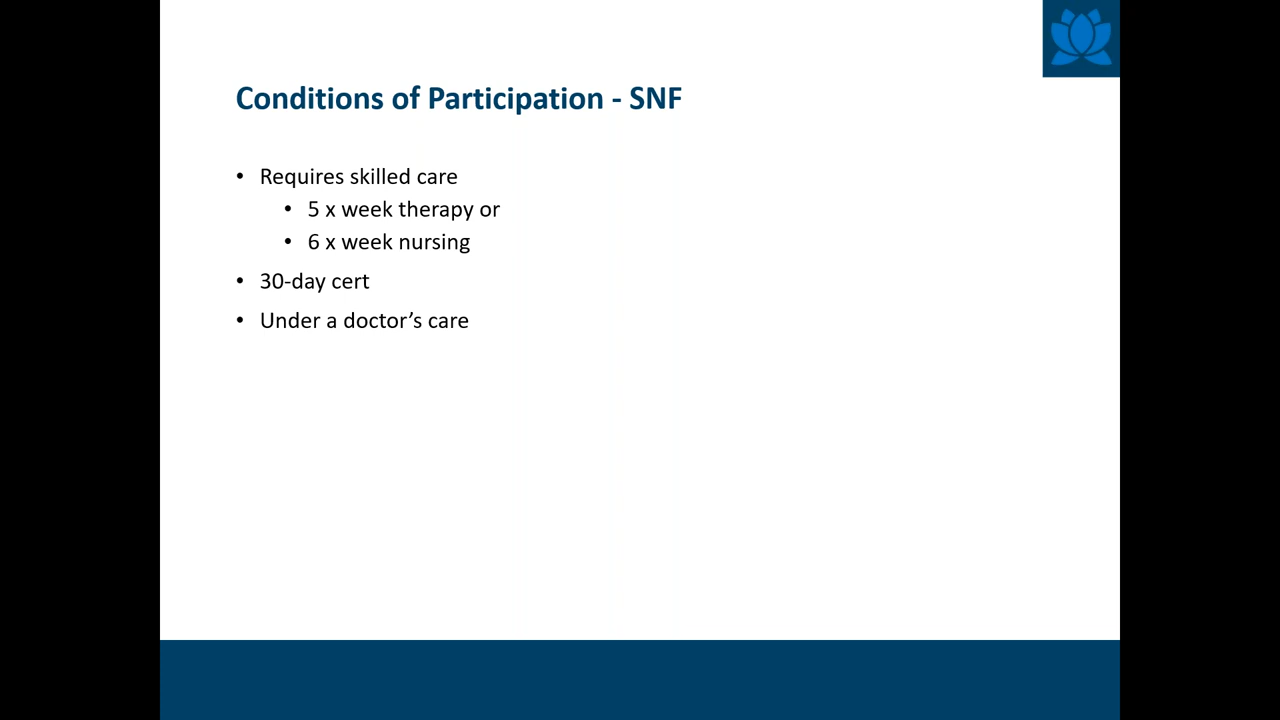 Conditions of Participation - SNF
• Requires skilled care
• 5 x week therapy or
• 6 x week nursing
• 30-day cert
• Under a doctor’s care